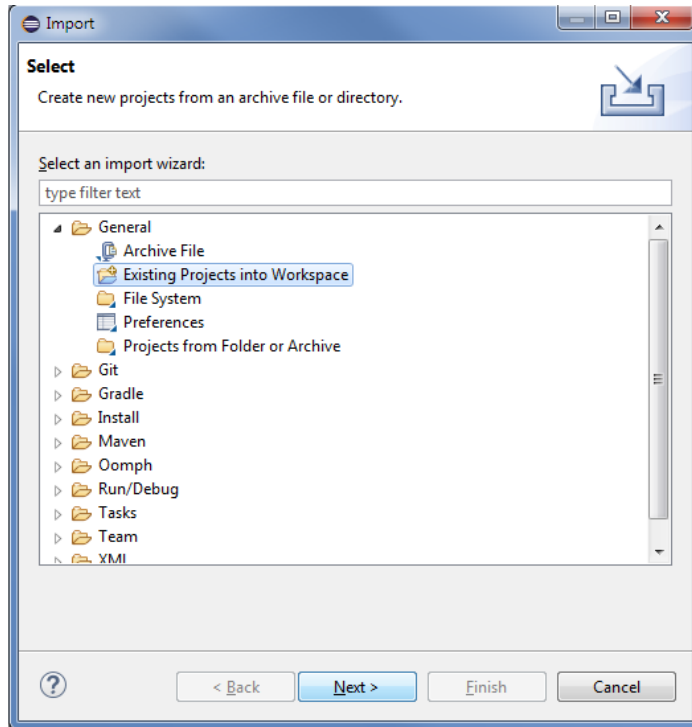 Import
Select
Create new projects from an archive file or directory.
Select an import wizard:
type filter text
General
Archive File
Existing Projects into Workspace
File System
Preferences
Projects from Folder or Archive
Git
Gradle
Install
Maven
Oomph
Run/Debug
Tasks
Team
XML
? < Back Next > Finish Cancel